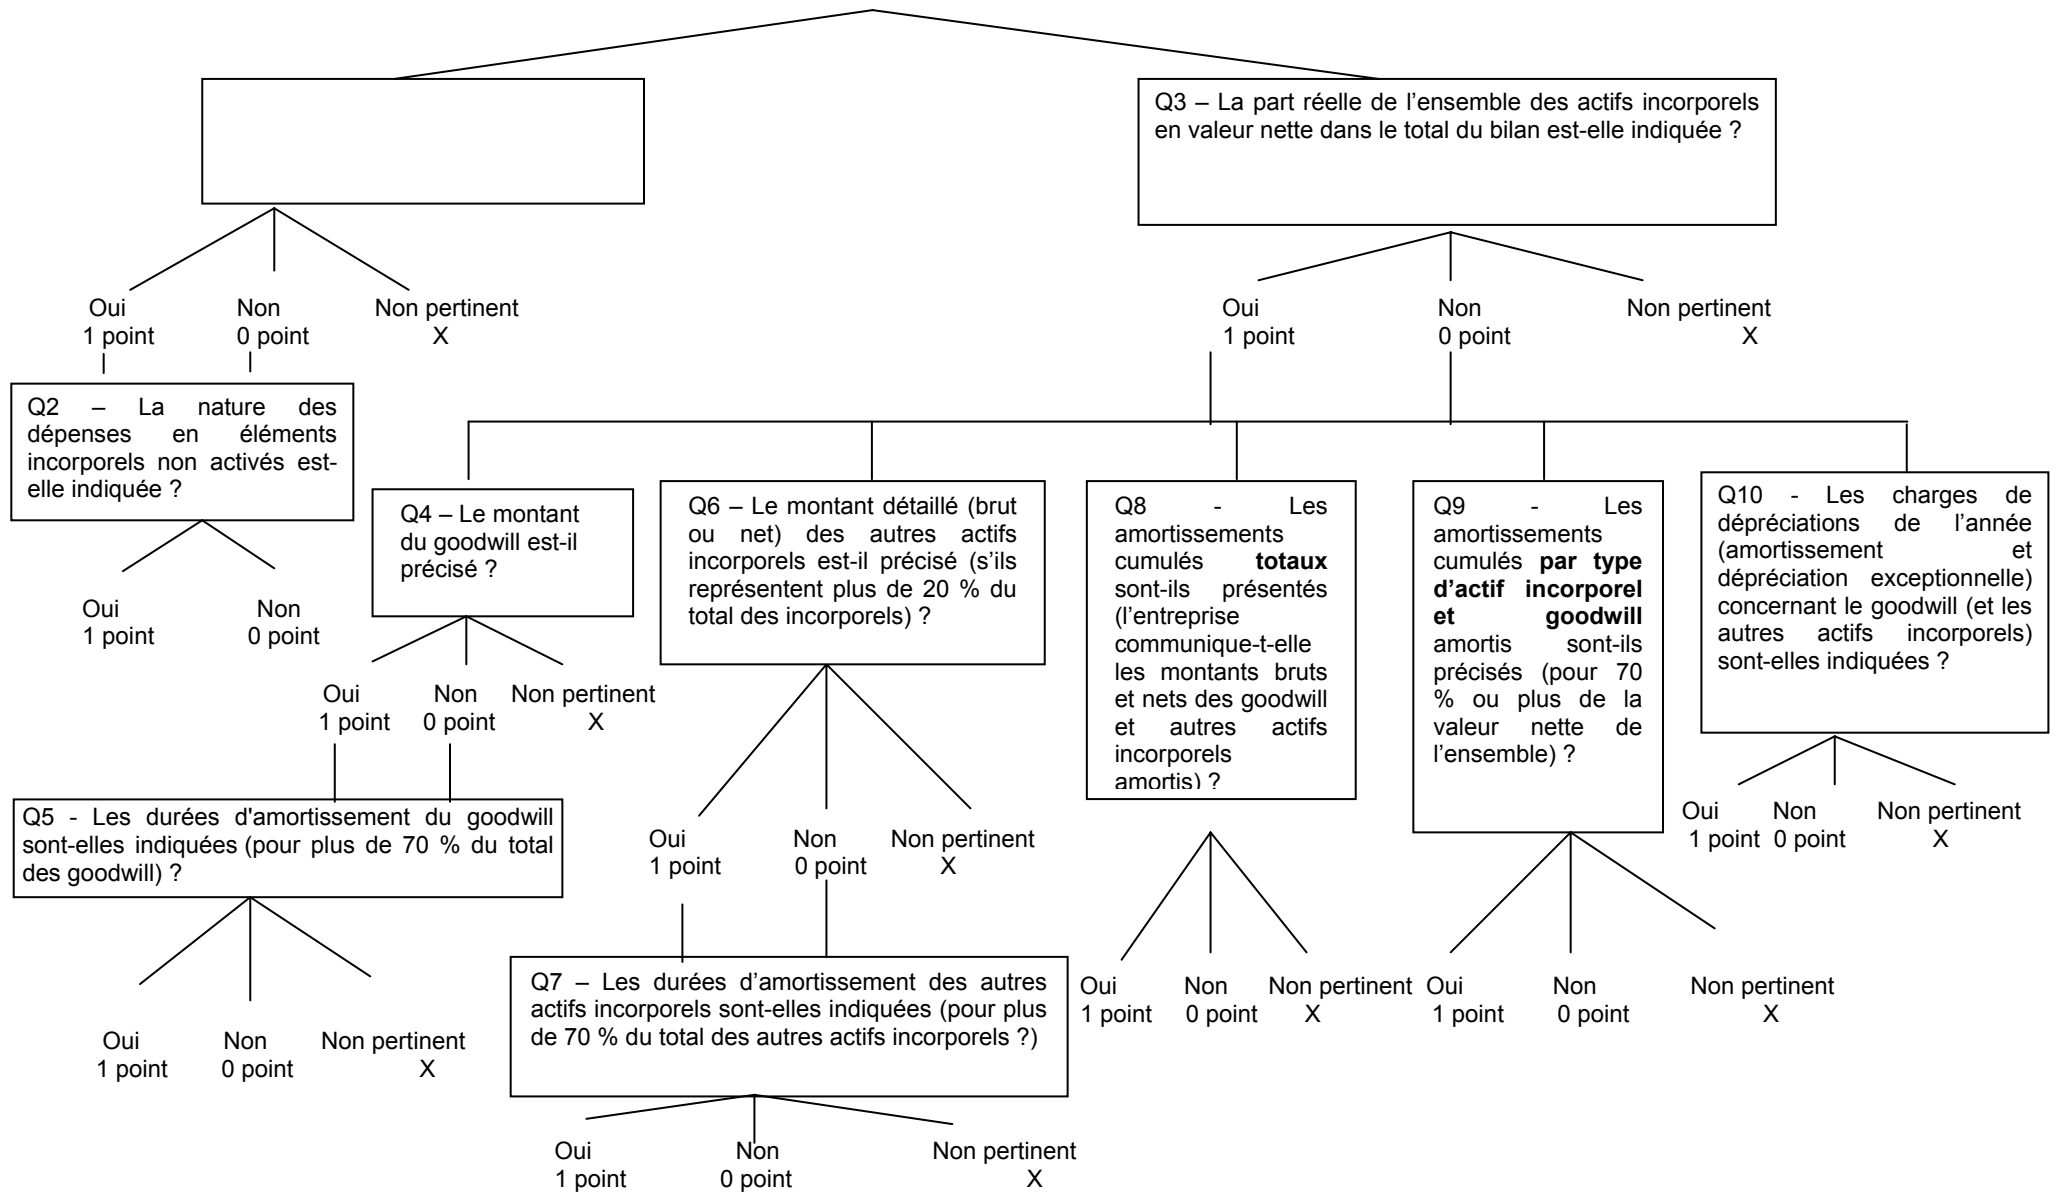 Q3 – La part réelle de l’ensemble des actifs incorporels
en valeur nette dans le total du bilan est-elle indiquée ?
Oui
1 point
Non
0 point
Non pertinent
X
Oui
1 point
Non
0 point
Non pertinent
X
Q2 – La nature des
dépenses en éléments
incorporels non activés est-
elle indiquée ?
Oui
1 point
Non
0 point
Q4 – Le montant
du goodwill est-il
précisé ?
Oui
1 point
Non
0 point
Non pertinent
X
Q5 - Les durées d'amortissement du goodwill
sont-elles indiquées (pour plus de 70 % du total
des goodwill) ?
Oui
1 point
Non
0 point
Non pertinent
X
Q6 – Le montant détaillé (brut
ou net) des autres actifs
incorporels est-il précisé (s’ils
représentent plus de 20 % du
total des incorporels) ?
Oui
1 point
Non
0 point
Non pertinent
X
Q7 – Les durées d’amortissement des autres
actifs incorporels sont-elles indiquées (pour plus
de 70 % du total des autres actifs incorporels ?)
Oui
1 point
Non
0 point
Non pertinent
X
Q8 - Les
amortissements
cumulés totaux
sont-ils présentés
(l’entreprise
communique-t-elle
les montants bruts
et nets des goodwill
et autres actifs
incorporels
amortis) ?
Oui
1 point
Non
0 point
Non pertinent
X
Q9 - Les
amortissements
cumulés par type
d’actif incorporel
et goodwill
amortis sont-ils
précisés (pour 70
% ou plus de la
valeur nette de
l’ensemble) ?
Oui
1 point
Non
0 point
Non pertinent
X
Q10 - Les charges de
dépréciations de l’année
(amortissement et
dépréciation exceptionnelle)
concernant le goodwill (et les
autres actifs incorporels)
sont-elles indiquées ?
Oui
1 point
Non
0 point
Non pertinent
X